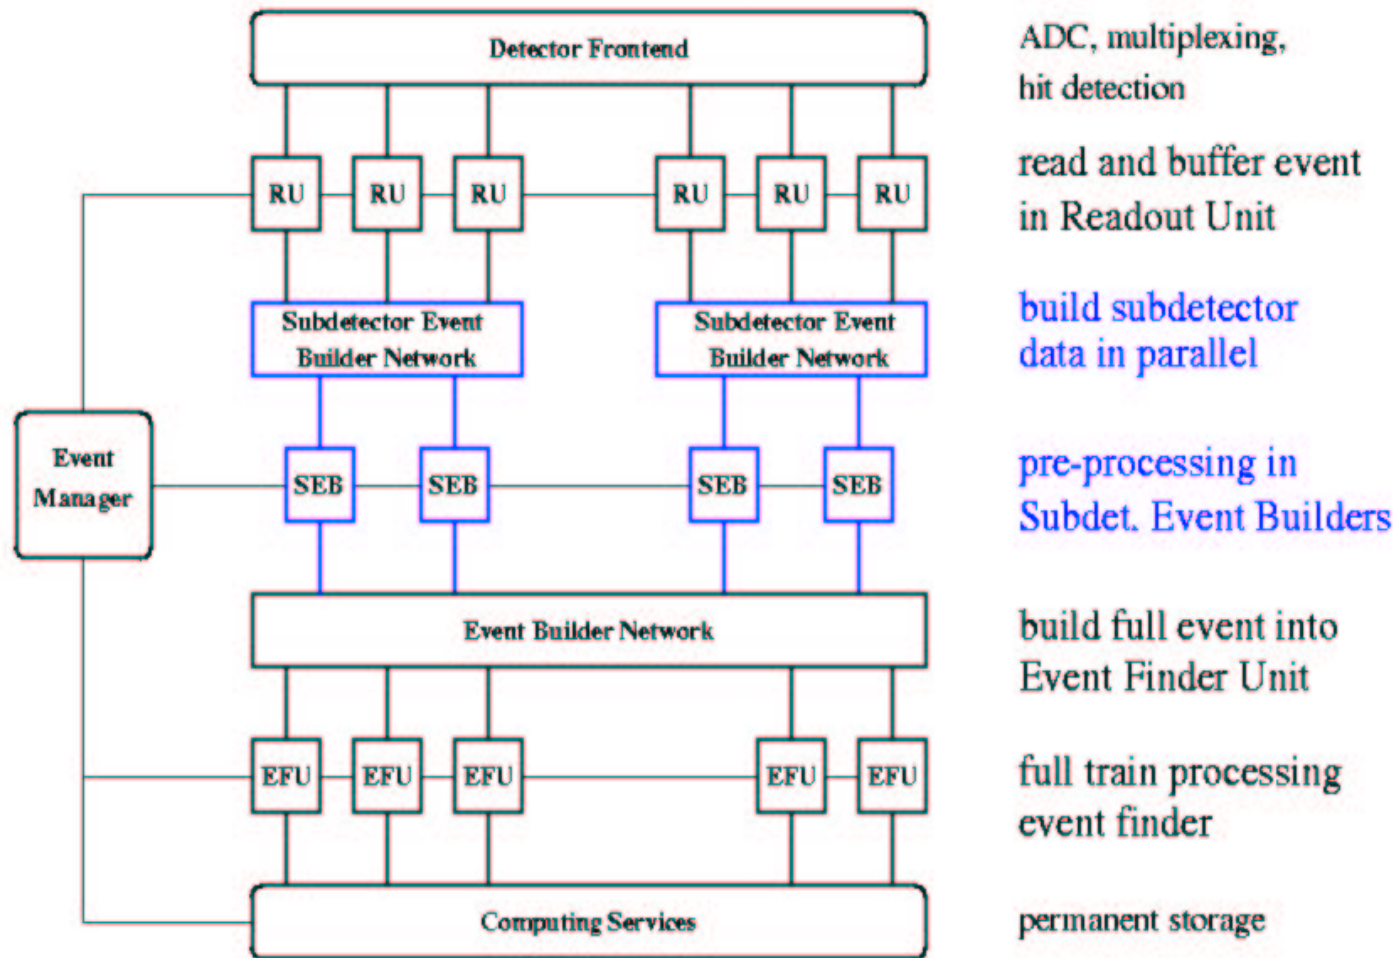 Detector Frontend
ADC, multiplexing,
hit detection
RU RU RU RU RU RU
read and buffer event
in Readout Unit
Subdetector Event
Builder Network
Subdetector Event
Builder Network
build subdetector
data in parallel
Event
Manager
SEB SEB SEB SEB
pre-processing in
Subdet. Event Builders
Event Builder Network
build full event into
Event Finder Unit
EFU EFU EFU EFU EFU
full train processing
event finder
Computing Services
permanent storage